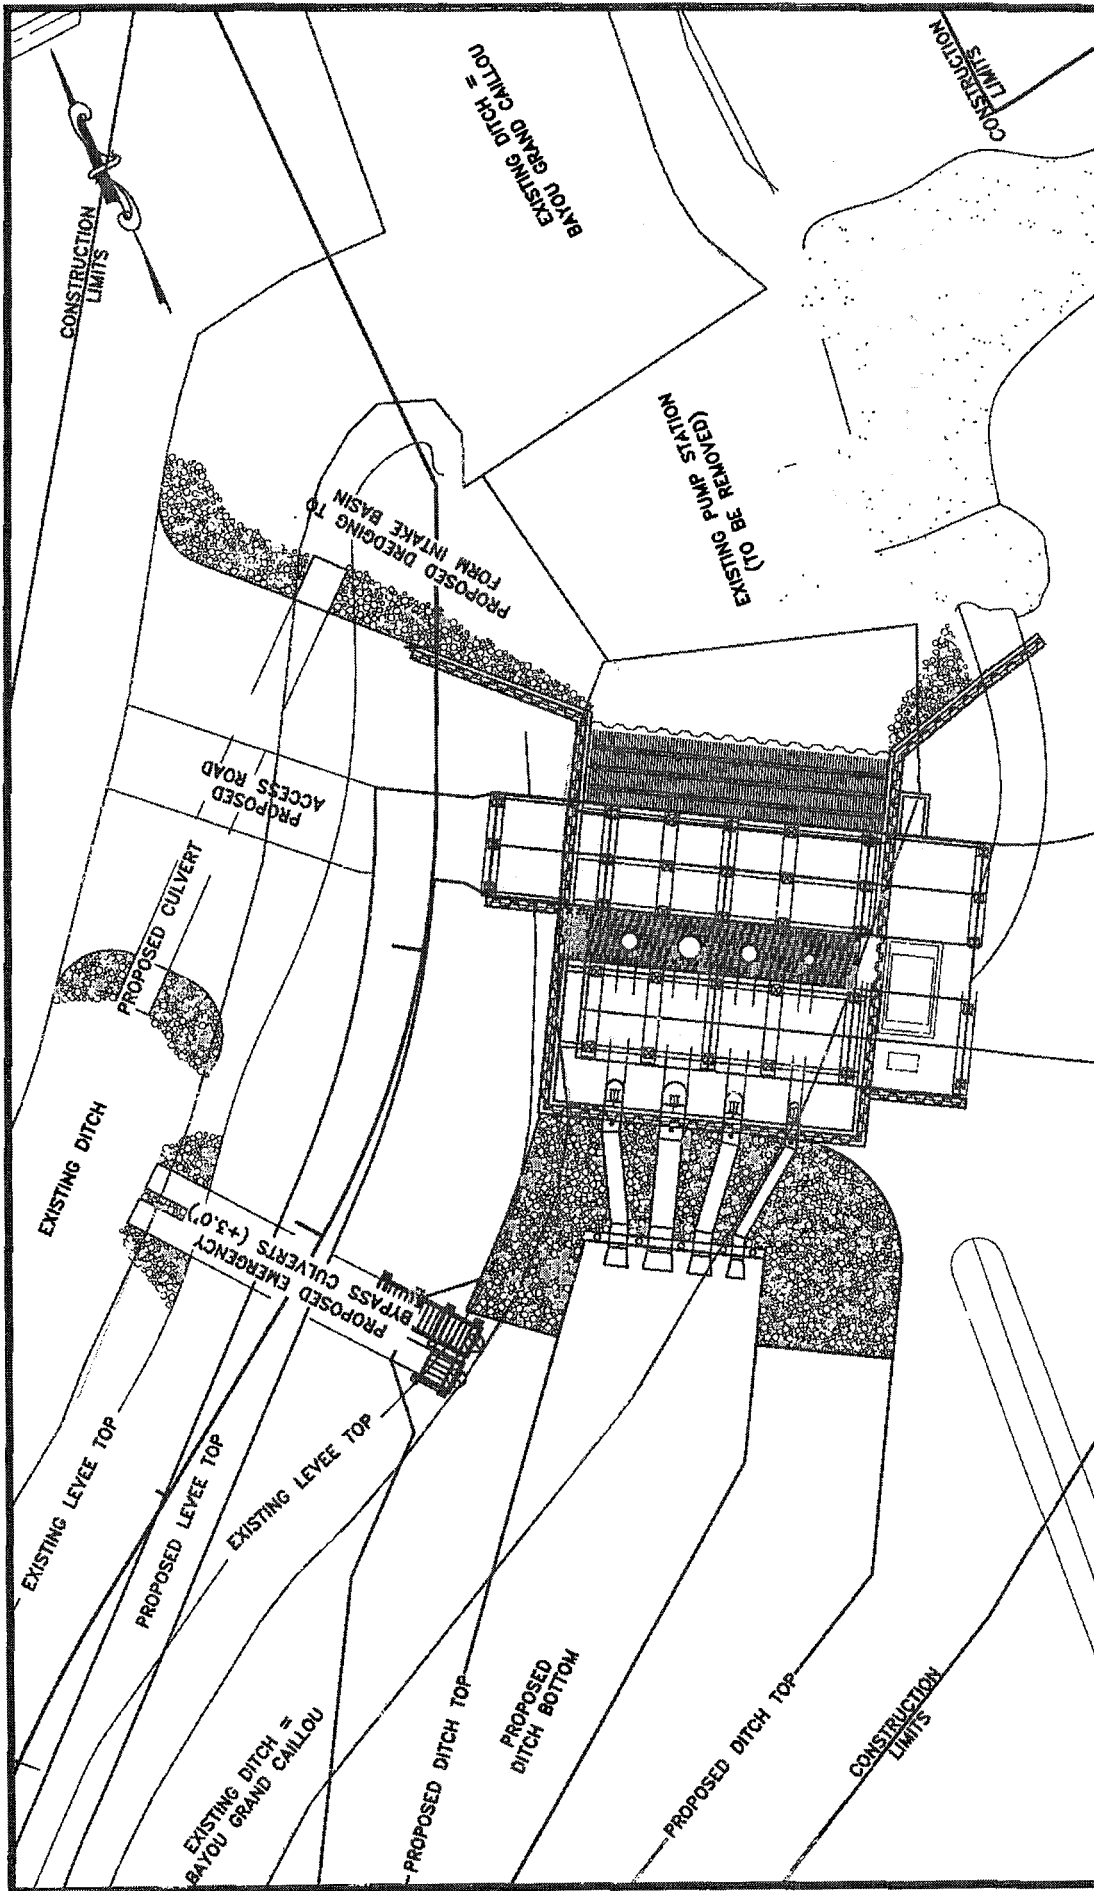 CONSTRUCTION
LIMITS
EXISTING DITCH =
BAYOU GRAND CAILLOU
CONSTRUCTION
LIMITS
PROPOSED DREDGING TO
FORM INTAKE BASIN
EXISTING PUMP STATION
(TO BE REMOVED)
PROPOSED
ACCESS ROAD
PROPOSED CULVERT
EXISTING DITCH
PROPOSED EMERGENCY
BYPASS CULVERTS (+3.0')
EXISTING LEVEE TOP
PROPOSED LEVEE TOP
EXISTING LEVEE TOP
EXISTING DITCH =
BAYOU GRAND CAILLOU
PROPOSED DITCH TOP
PROPOSED
DITCH BOTTOM
PROPOSED DITCH TOP
CONSTRUCTION
LIMITS